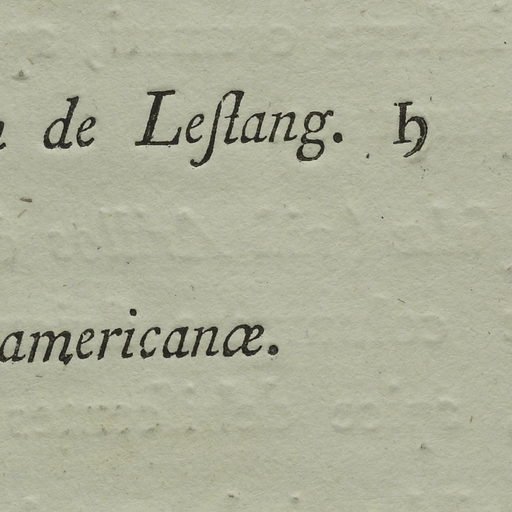 de Leſtang. ♄
americanæ.